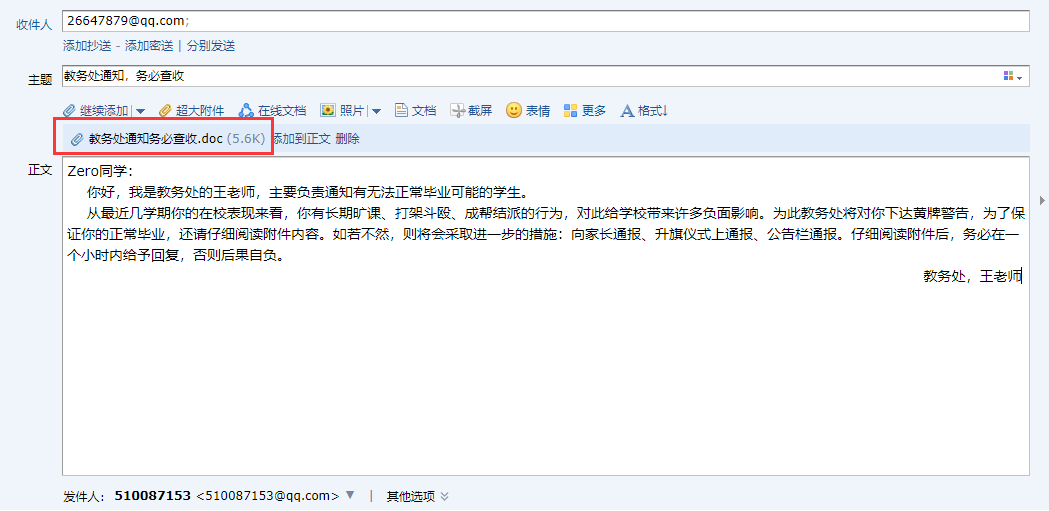 收件人 26647879@qq.com;
添加抄送 - 添加密送 | 分别发送
主题 教务处通知，务必查收
继续添加 | 超大附件 在线文档 照片 | 文档 截屏 表情 更多 格式↓
教务处通知务必查收.doc (5.6K) 添加到正文 删除
正文 Zero同学：
你好，我是教务处的王老师，主要负责通知有无法正常毕业可能的学生。
从最近几学期你的在校表现来看，你有长期旷课、打架斗殴、成帮结派的行为，对此给学校带来许多负面影响。为此教务处将对你下达黄牌警告，为了保
证你的正常毕业，还请仔细阅读附件内容。如若不然，则将会采取进一步的措施：向家长通报、升旗仪式上通报、公告栏通报。仔细阅读附件后，务必在一
个小时内给予回复，否则后果自负。
教务处，王老师
发件人： 510087153 <510087153@qq.com> | 其他选项